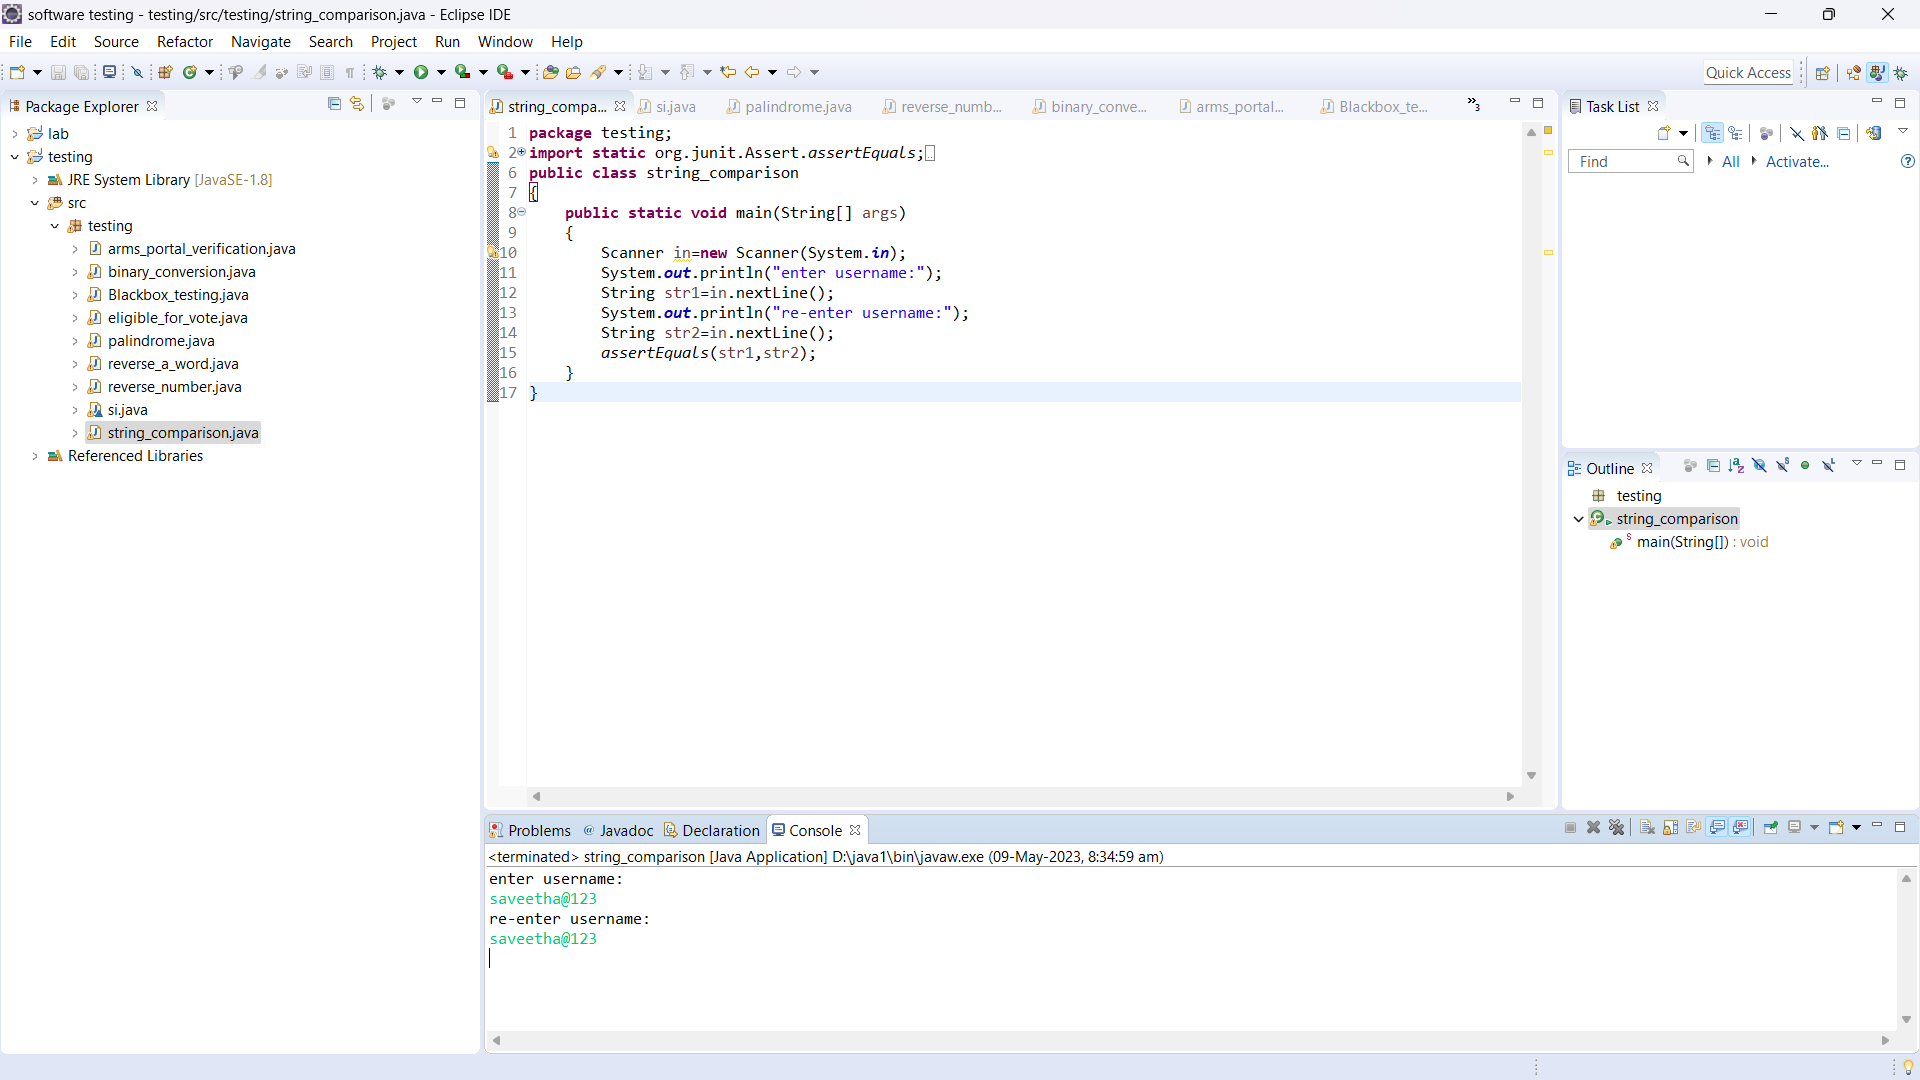 software testing - testing/src/testing/string_comparison.java - Eclipse IDE
File Edit Source Refactor Navigate Search Project Run Window Help
Quick Access
Package Explorer
lab
testing
JRE System Library [JavaSE-1.8]
src
testing
arms_portal_verification.java
binary_conversion.java
Blackbox_testing.java
eligible_for_vote.java
palindrome.java
reverse_a_word.java
reverse_number.java
si.java
string_comparison.java
Referenced Libraries
string_compa... si.java palindrome.java reverse_numb... binary_conve... arms_portal... Blackbox_te... »3
1 package testing;
2 import static org.junit.Assert.assertEquals;
6 public class string_comparison
7 {
8 public static void main(String[] args)
9 {
10 Scanner in=new Scanner(System.in);
11 System.out.println("enter username:");
12 String str1=in.nextLine();
13 System.out.println("re-enter username:");
14 String str2=in.nextLine();
15 assertEquals(str1,str2);
16 }
17 }
Task List
Find All Activate...
Outline
testing
string_comparison
main(String[]) : void
Problems @ Javadoc Declaration Console
<terminated> string_comparison [Java Application] D:\java1\bin\javaw.exe (09-May-2023, 8:34:59 am)
enter username:
saveetha@123
re-enter username:
saveetha@123